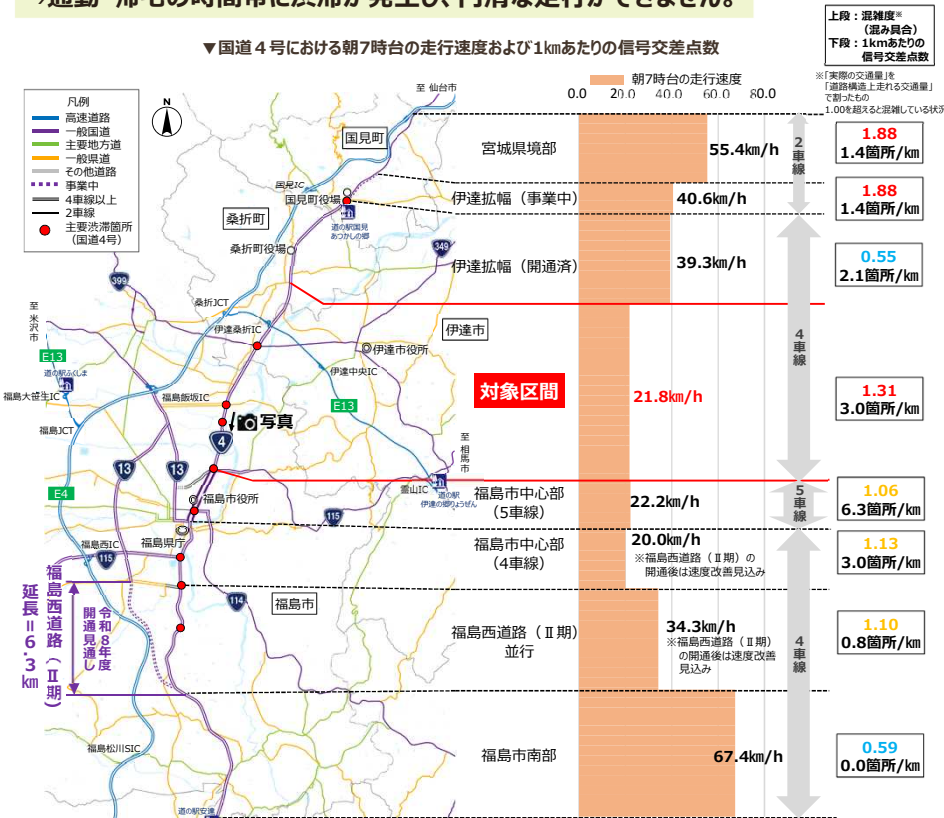 →通勤・帰宅の時間帯に渋滞が発生し、円滑な走行ができません。
▼国道４号における朝7時台の走行速度および1㎞あたりの信号交差点数
上段：混雑度※
（混み具合）
下段：1㎞あたりの
信号交差点数
※「実際の交通量」を
「道路構造上走れる交通量」
で割ったもの
1.00を超えると混雑している状況
朝7時台の走行速度
0.0 20.0 40.0 60.0 80.0
凡例
高速道路
一般国道
主要地方道
一般県道
その他道路
事業中
4車線以上
2車線
主要渋滞箇所
（国道4号）
N
至 仙台市
国見町
国見IC
国見町役場
道の駅国見
あつかしの郷
桑折町
桑折町役場
349
399
桑折JCT
至 米沢市
伊達桑折IC
伊達市
伊達市役所
伊達中央IC
E13
道の駅ふくしま
福島大笹生IC
福島飯坂IC
E13
福島JCT
写真
4
至 相馬市
13
13
E4
霊山IC
道の駅
伊達の郷りょうぜん
福島市役所
115
福島県庁
福島西IC
115
福島市
114
福島西道路（Ⅱ期）
延長＝6.3㎞
令和8年度
開通見通し
福島松川SIC
道の駅安達
宮城県境部
55.4km/h
2車線
1.88
1.4箇所/㎞
伊達拡幅（事業中）
40.6km/h
1.88
1.4箇所/㎞
伊達拡幅（開通済）
39.3km/h
0.55
2.1箇所/㎞
4車線
対象区間
21.8km/h
1.31
3.0箇所/㎞
福島市中心部
（5車線）
22.2km/h
5車線
1.06
6.3箇所/㎞
福島市中心部
（4車線）
20.0km/h
※福島西道路（Ⅱ期）の
開通後は速度改善見込み
1.13
3.0箇所/㎞
福島西道路（Ⅱ期）
並行
34.3km/h
※福島西道路（Ⅱ期）
の開通後は速度改善
見込み
4車線
1.10
0.8箇所/㎞
福島市南部
67.4km/h
0.59
0.0箇所/㎞